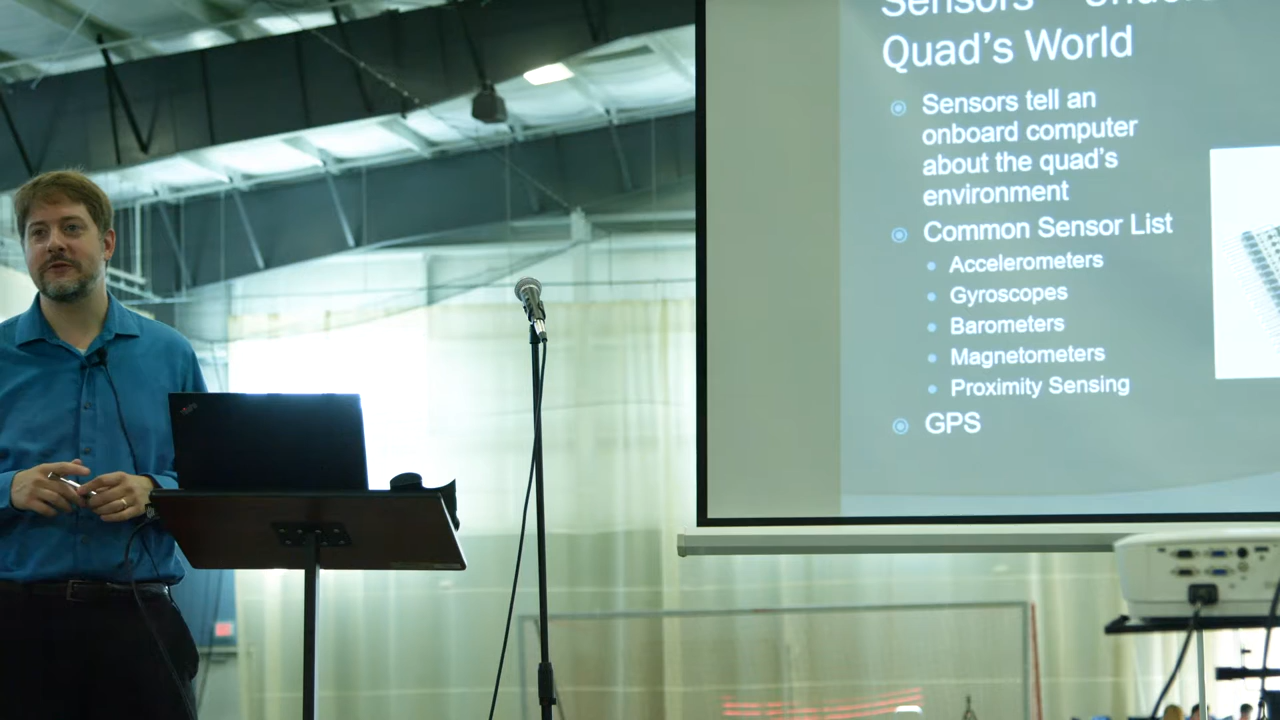 Sensors
Quad's World
Sensors tell an
onboard computer
about the quad's
environment
Common Sensor List
Accelerometers
Gyroscopes
Barometers
Magnetometers
Proximity Sensing
GPS